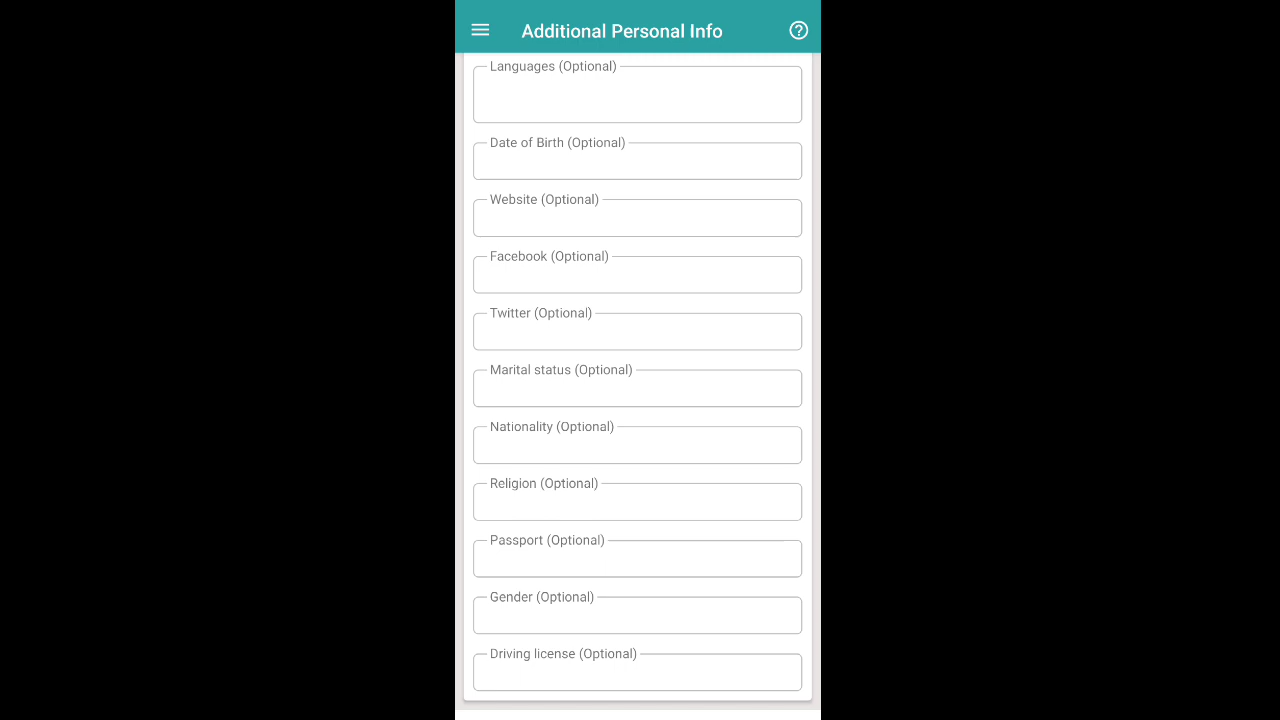 Additional Personal Info
Languages (Optional)
Date of Birth (Optional)
Website (Optional)
Facebook (Optional)
Twitter (Optional)
Marital status (Optional)
Nationality (Optional)
Religion (Optional)
Passport (Optional)
Gender (Optional)
Driving license (Optional)